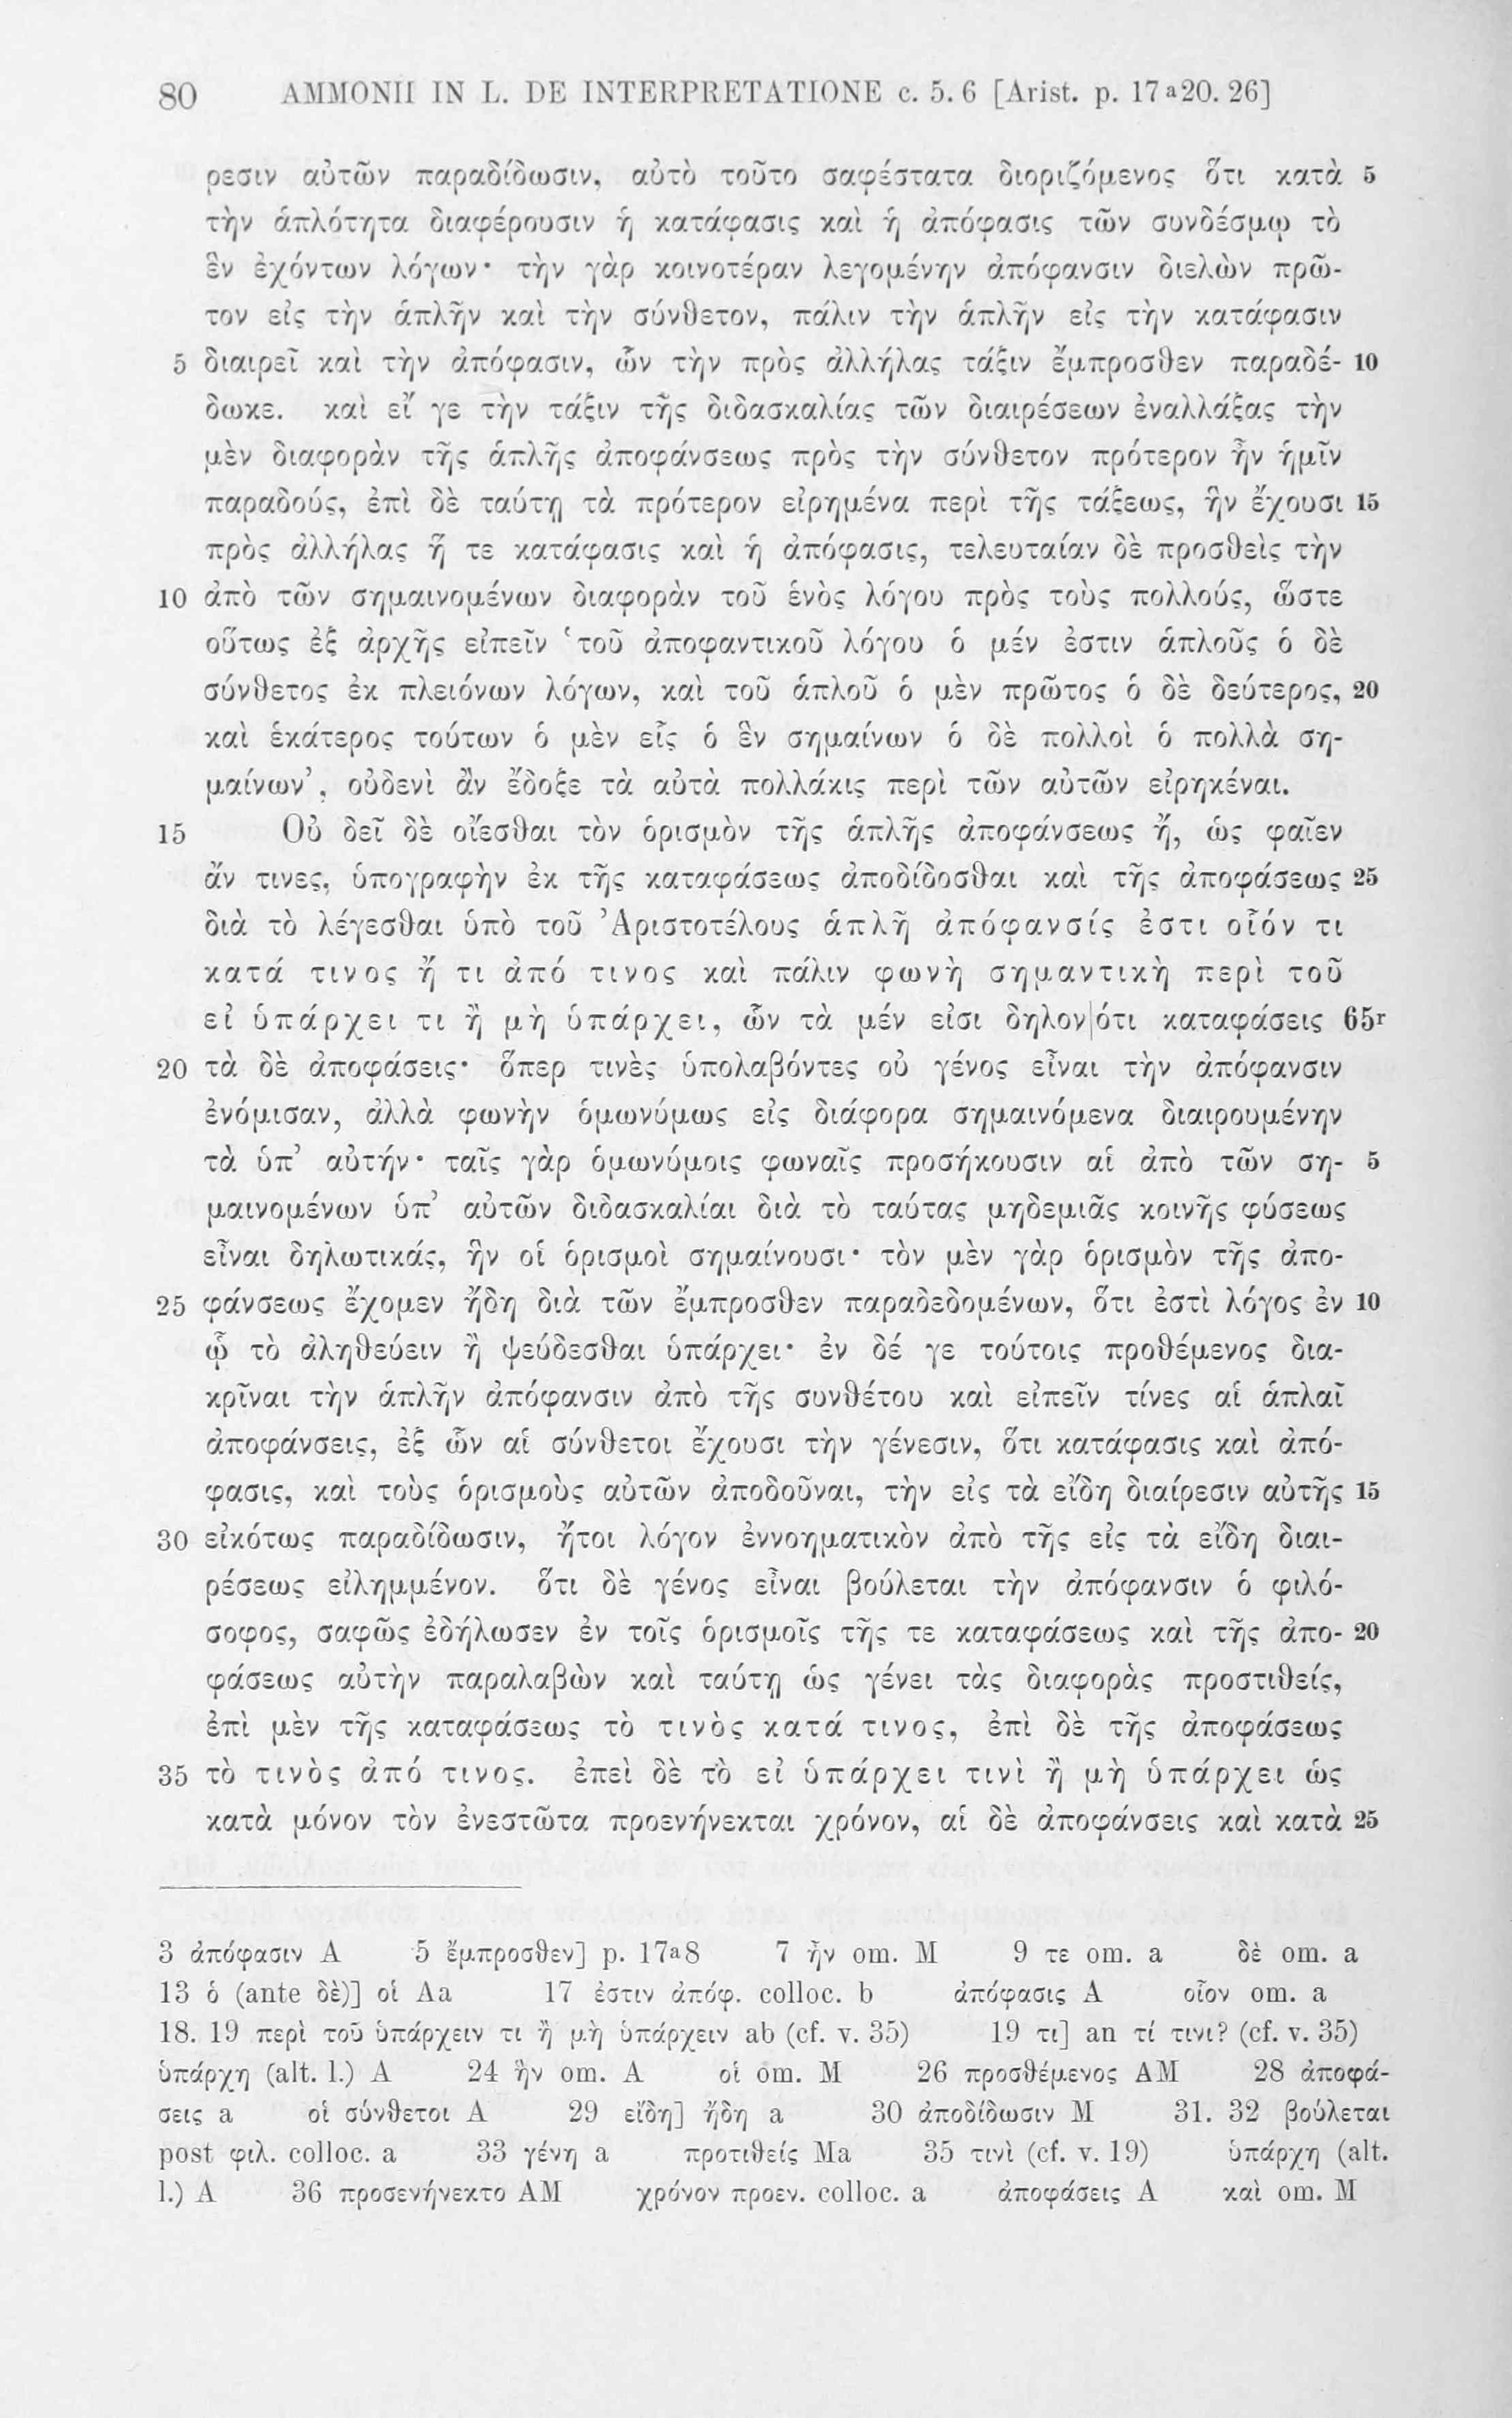 80 AMMONII IN L. DE INTERPRETATIONE c. 5. 6 [Arist. p. 17ª20. 26]
ρεσιν αὐτῶν παραδίδωσιν, αὐτὸ τοῦτο σαφέστατα διοριζόμενος ὅτι κατὰ 5
τὴν ἁπλότητα διαφέρουσιν ἡ κατάφασις καὶ ἡ ἀπόφασις τῶν συνδέσμῳ τὸ
ἓν ἐχόντων λόγων· τὴν γὰρ κοινοτέραν λεγομένην ἀπόφανσιν διελὼν πρῶ-
τον εἰς τὴν ἁπλῆν καὶ τὴν σύνθετον, πάλιν τὴν ἁπλῆν εἰς τὴν κατάφασιν
5 διαιρεῖ καὶ τὴν ἀπόφασιν, ὧν τὴν πρὸς ἀλλήλας τάξιν ἔμπροσθεν παραδέ- 10
δωκε. καὶ εἴ γε τὴν τάξιν τῆς διδασκαλίας τῶν διαιρέσεων ἐναλλάξας τὴν
μὲν διαφορὰν τῆς ἁπλῆς ἀποφάνσεως πρὸς τὴν σύνθετον πρότερον ἦν ἡμῖν
παραδούς, ἐπὶ δὲ ταύτῃ τὰ πρότερον εἰρημένα περὶ τῆς τάξεως, ἣν ἔχουσι 15
πρὸς ἀλλήλας ἥ τε κατάφασις καὶ ἡ ἀπόφασις, τελευταίαν δὲ προσθεὶς τὴν
10 ἀπὸ τῶν σημαινομένων διαφορὰν τοῦ ἑνὸς λόγου πρὸς τοὺς πολλούς, ὥστε
οὕτως ἐξ ἀρχῆς εἰπεῖν ‘τοῦ ἀποφαντικοῦ λόγου ὁ μέν ἐστιν ἁπλοῦς ὁ δὲ
σύνθετος ἐκ πλειόνων λόγων, καὶ τοῦ ἁπλοῦ ὁ μὲν πρῶτος ὁ δὲ δεύτερος, 20
καὶ ἑκάτερος τούτων ὁ μὲν εἷς ὁ ἓν σημαίνων ὁ δὲ πολλοὶ ὁ πολλὰ ση-
μαίνων’, οὐδενὶ ἂν ἔδοξε τὰ αὐτὰ πολλάκις περὶ τῶν αὐτῶν εἰρηκέναι.
15 Οὐ δεῖ δὲ οἴεσθαι τὸν ὁρισμὸν τῆς ἁπλῆς ἀποφάνσεως ἤ, ὡς φαῖεν
ἄν τινες, ὑπογραφὴν ἐκ τῆς καταφάσεως ἀποδίδοσθαι καὶ τῆς ἀποφάσεως 25
διὰ τὸ λέγεσθαι ὑπὸ τοῦ Ἀριστοτέλους ἁπλῆ ἀπόφανσίς ἐστι οἷόν τι
κατά τινος ἤ τι ἀπό τινος καὶ πάλιν φωνὴ σημαντικὴ περὶ τοῦ
εἰ ὑπάρχει τι ἢ μὴ ὑπάρχει, ὧν τὰ μέν εἰσι δηλον|ότι καταφάσεις 65r
20 τὰ δὲ ἀποφάσεις· ὅπερ τινὲς ὑπολαβόντες οὐ γένος εἶναι τὴν ἀπόφανσιν
ἐνόμισαν, ἀλλὰ φωνὴν ὁμωνύμως εἰς διάφορα σημαινόμενα διαιρουμένην
τὰ ὑπ’ αὐτήν· ταῖς γὰρ ὁμωνύμοις φωναῖς προσήκουσιν αἱ ἀπὸ τῶν ση- 5
μαινομένων ὑπ’ αὐτῶν διδασκαλίαι διὰ τὸ ταύτας μηδεμιᾶς κοινῆς φύσεως
εἶναι δηλωτικάς, ἣν οἱ ὁρισμοὶ σημαίνουσι· τὸν μὲν γὰρ ὁρισμὸν τῆς ἀπο-
25 φάνσεως ἔχομεν ἤδη διὰ τῶν ἔμπροσθεν παραδεδομένων, ὅτι ἐστὶ λόγος ἐν 10
ᾧ τὸ ἀληθεύειν ἢ ψεύδεσθαι ὑπάρχει· ἐν δέ γε τούτοις προθέμενος δια-
κρῖναι τὴν ἁπλῆν ἀπόφανσιν ἀπὸ τῆς συνθέτου καὶ εἰπεῖν τίνες αἱ ἁπλαῖ
ἀποφάνσεις, ἐξ ὧν αἱ σύνθετοι ἔχουσι τὴν γένεσιν, ὅτι κατάφασις καὶ ἀπό-
φασις, καὶ τοὺς ὁρισμοὺς αὐτῶν ἀποδοῦναι, τὴν εἰς τὰ εἴδη διαίρεσιν αὐτῆς 15
30 εἰκότως παραδίδωσιν, ἤτοι λόγον ἐννοηματικὸν ἀπὸ τῆς εἰς τὰ εἴδη διαι-
ρέσεως εἰλημμένον. ὅτι δὲ γένος εἶναι βούλεται τὴν ἀπόφανσιν ὁ φιλό-
σοφος, σαφῶς ἐδήλωσεν ἐν τοῖς ὁρισμοῖς τῆς τε καταφάσεως καὶ τῆς ἀπο- 20
φάσεως αὐτὴν παραλαβὼν καὶ ταύτῃ ὡς γένει τὰς διαφορὰς προστιθείς,
ἐπὶ μὲν τῆς καταφάσεως τὸ τινὸς κατά τινος, ἐπὶ δὲ τῆς ἀποφάσεως
35 τὸ τινὸς ἀπό τινος. ἐπεὶ δὲ τὸ εἰ ὑπάρχει τινὶ ἢ μὴ ὑπάρχει ὡς
κατὰ μόνον τὸν ἐνεστῶτα προενήνεκται χρόνον, αἱ δὲ ἀποφάνσεις καὶ κατὰ 25
3 ἀπόφασιν A 5 ἔμπροσθεν] p. 17ª8 7 ἦν om. M 9 τε om. a δὲ om. a
13 ὁ (ante δὲ)] οἱ Aa 17 ἐστιν ἀπόφ. colloc. b ἀπόφασις A οἷον om. a
18. 19 περὶ τοῦ ὑπάρχειν τι ἢ μὴ ὑπάρχειν ab (cf. v. 35) 19 τι] an τί τινι? (cf. v. 35)
ὑπάρχη (alt. l.) A 24 ἣν om. A οἱ om. M 26 προσθέμενος AM 28 ἀποφά-
σεις a οἱ σύνθετοι A 29 εἴδη] ἤδη a 30 ἀποδίδωσιν M 31. 32 βούλεται
post φιλ. colloc. a 33 γένη a προτιθείς Ma 35 τινὶ (cf. v. 19) ὑπάρχη (alt.
l.) A 36 προσενήνεκτο AM χρόνον προεν. colloc. a ἀποφάσεις A καὶ om. M